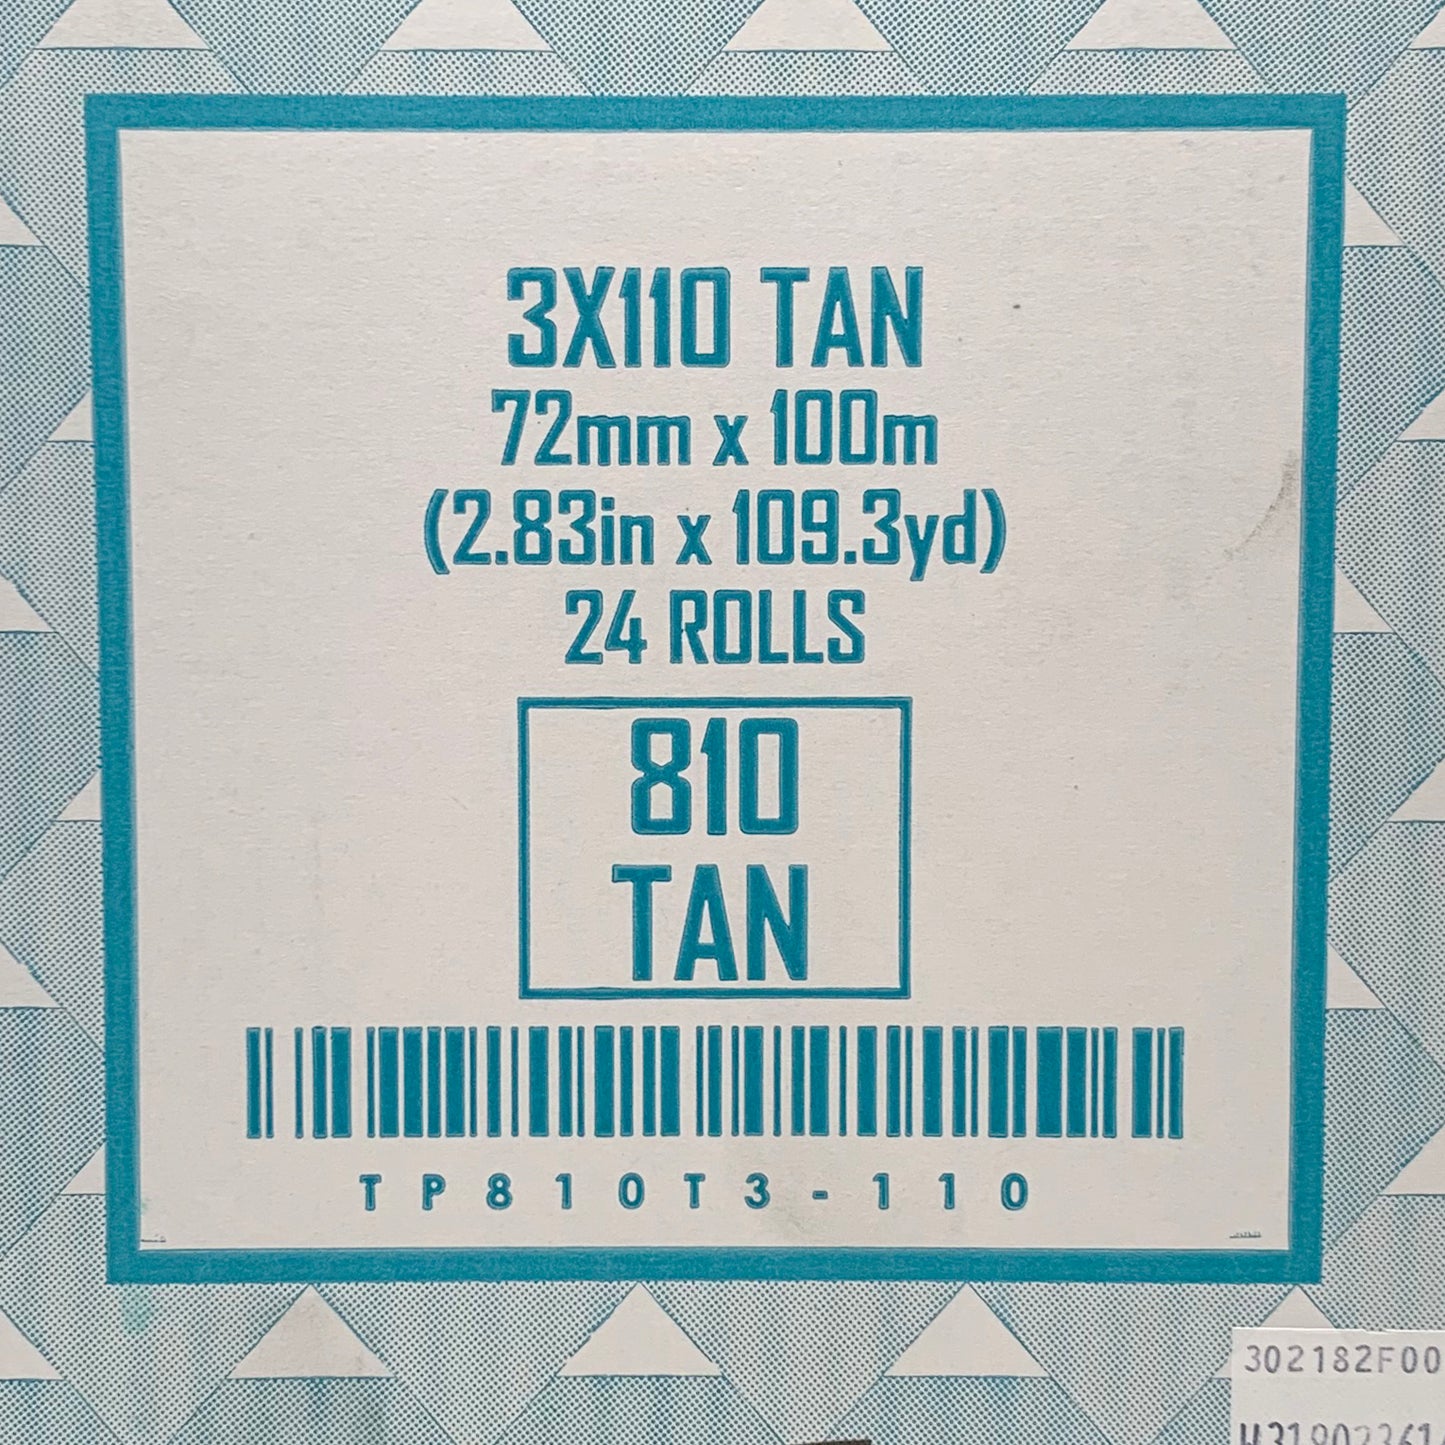 3X110 TAN
72mm x 100m
(2.83in x 109.3yd)
24 ROLLS
810
TAN
TP810T3-110
302182F00